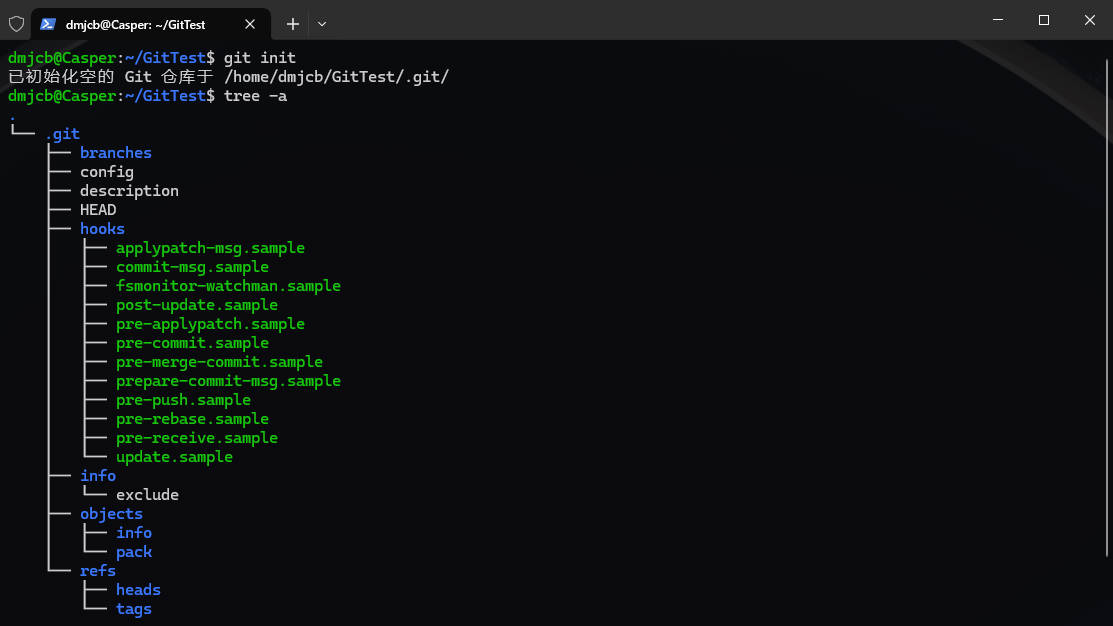 dmjcb@Casper: ~/GitTest
dmjcb@Casper:~/GitTest$ git init
已初始化空的 Git 仓库于 /home/dmjcb/GitTest/.git/
dmjcb@Casper:~/GitTest$ tree -a
.
└── .git
    ├── branches
    ├── config
    ├── description
    ├── HEAD
    ├── hooks
    │   ├── applypatch-msg.sample
    │   ├── commit-msg.sample
    │   ├── fsmonitor-watchman.sample
    │   ├── post-update.sample
    │   ├── pre-applypatch.sample
    │   ├── pre-commit.sample
    │   ├── pre-merge-commit.sample
    │   ├── prepare-commit-msg.sample
    │   ├── pre-push.sample
    │   ├── pre-rebase.sample
    │   ├── pre-receive.sample
    │   └── update.sample
    ├── info
    │   └── exclude
    ├── objects
    │   ├── info
    │   └── pack
    └── refs
        ├── heads
        └── tags